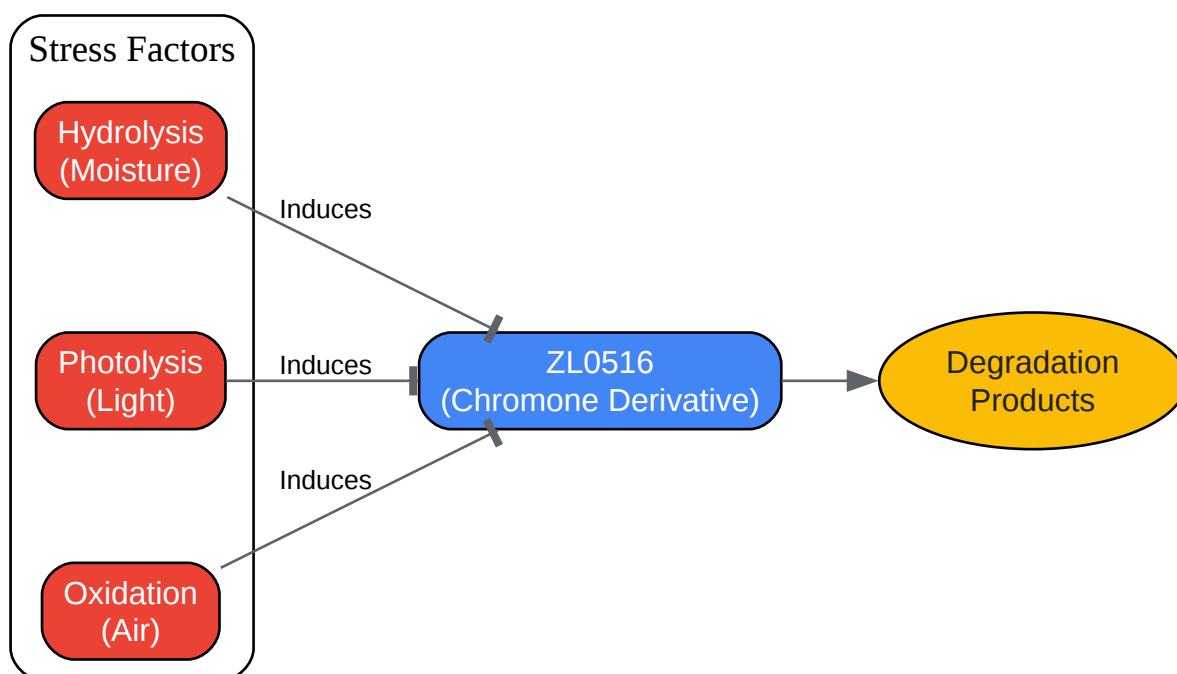 Stress Factors
Hydrolysis
(Moisture)
Induces
Photolysis
(Light)
Induces
ZL0516
(Chromone Derivative)
Degradation
Products
Induces
Oxidation
(Air)